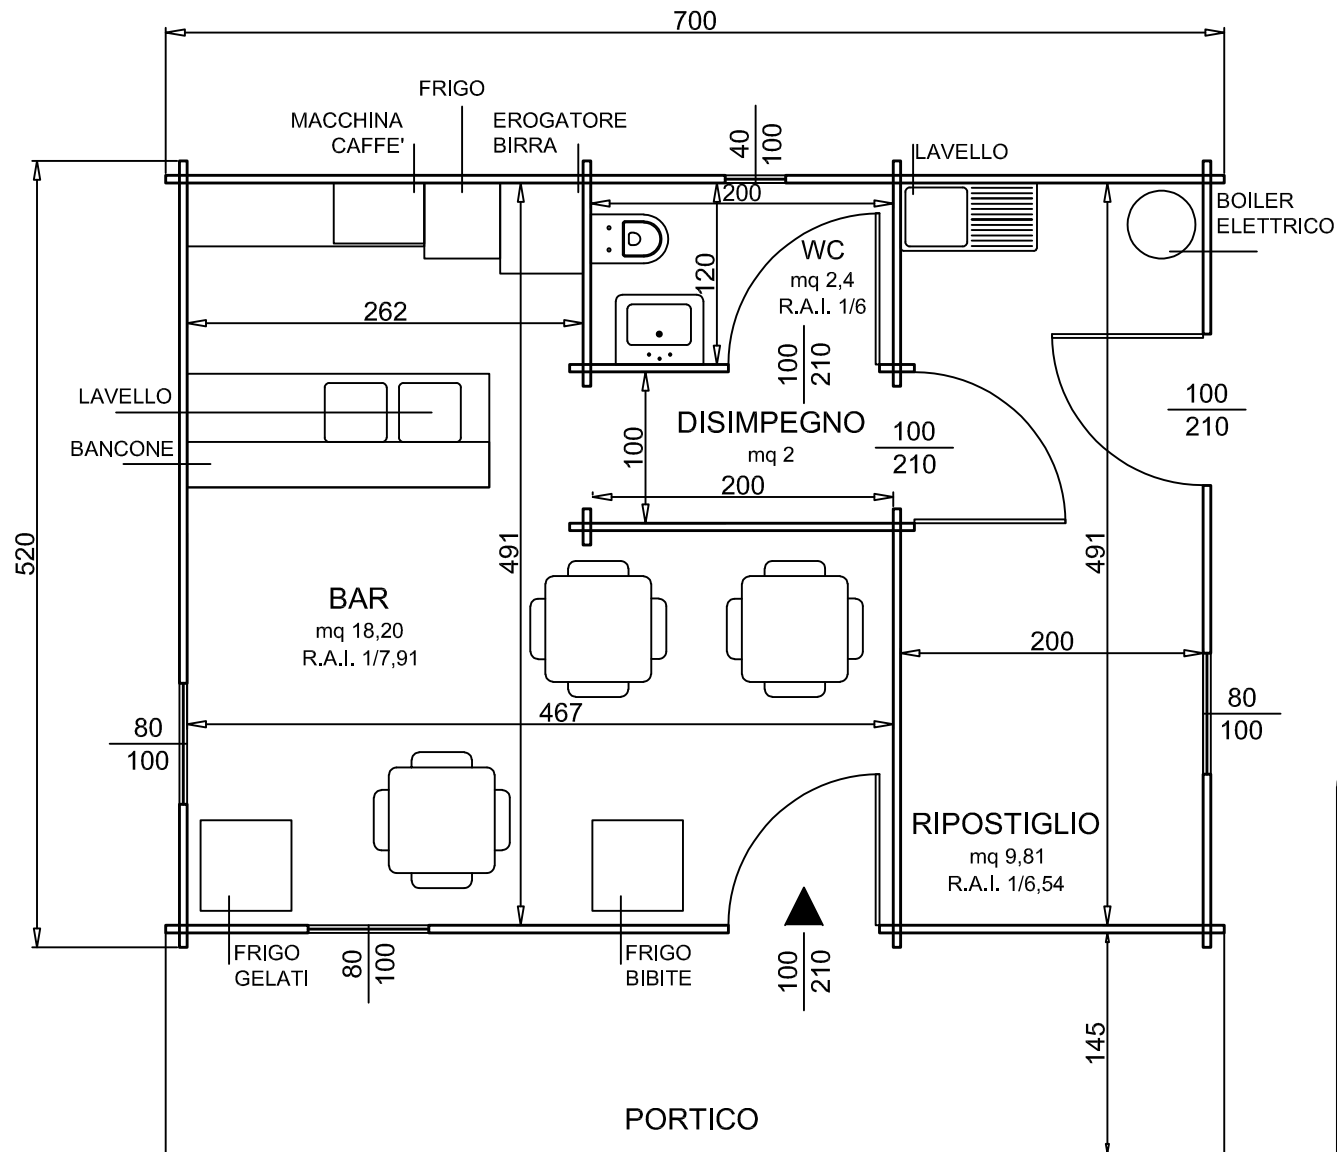 700
FRIGO
MACCHINA
CAFFE'
EROGATORE
BIRRA
40
100
LAVELLO
BOILER
ELETTRICO
200
WC
mq 2,4
R.A.I. 1/6
120
262
100
210
LAVELLO
BANCONE
DISIMPEGNO
mq 2
100
100
210
100
210
200
520
491
491
BAR
mq 18,20
R.A.I. 1/7,91
200
467
80
100
80
100
RIPOSTIGLIO
mq 9,81
R.A.I. 1/6,54
FRIGO
GELATI
80
100
FRIGO
BIBITE
100
210
145
PORTICO